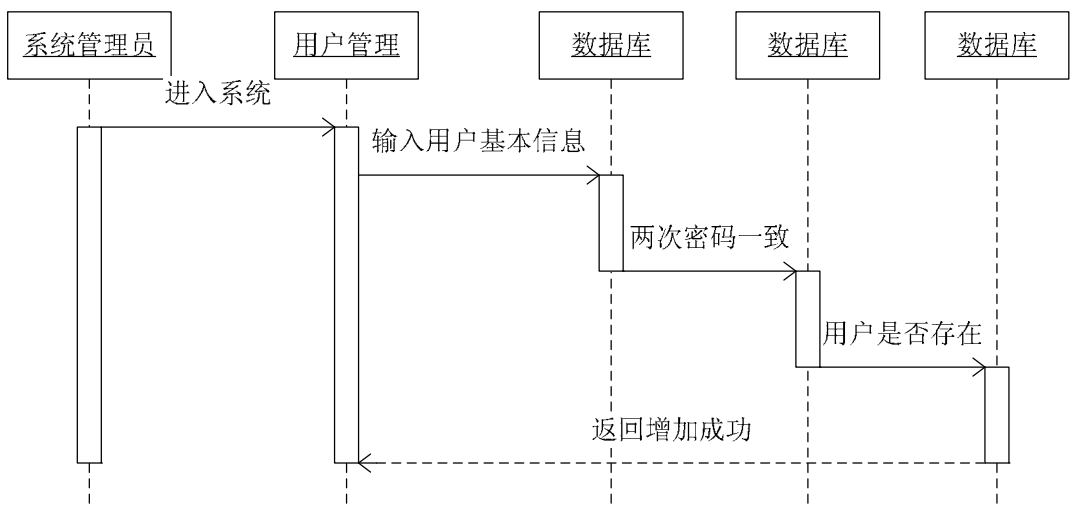 系统管理员
用户管理
数据库
数据库
数据库
进入系统
输入用户基本信息
两次密码一致
用户是否存在
返回增加成功